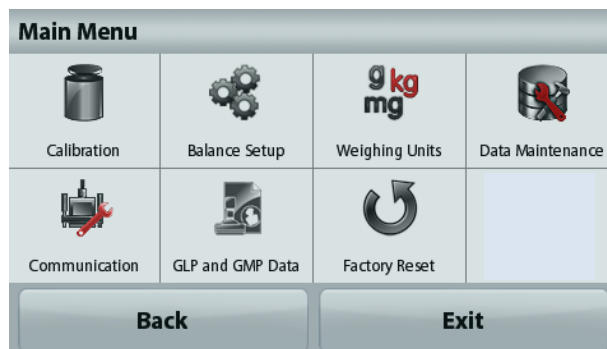 Main Menu
g kg
mg
Calibration
Balance Setup
Weighing Units
Data Maintenance
Communication
GLP and GMP Data
Factory Reset
Back
Exit